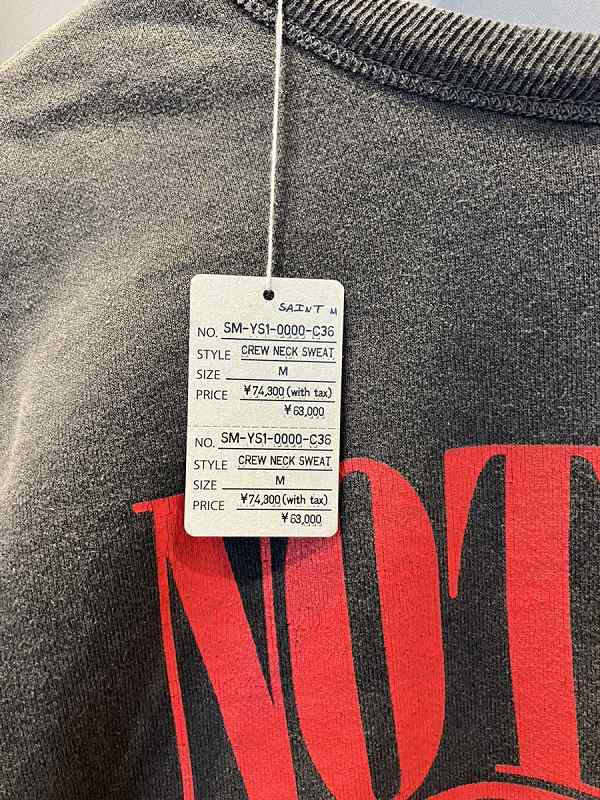 SAINT M
NO. SM-YS1-0000-C36
STYLE CREW NECK SWEAT
SIZE M
PRICE ¥74,300(with tax)
¥63,000
NO. SM-YS1-0000-C36
STYLE CREW NECK SWEAT
SIZE M
PRICE ¥74,300(with tax)
¥63,000
NOT